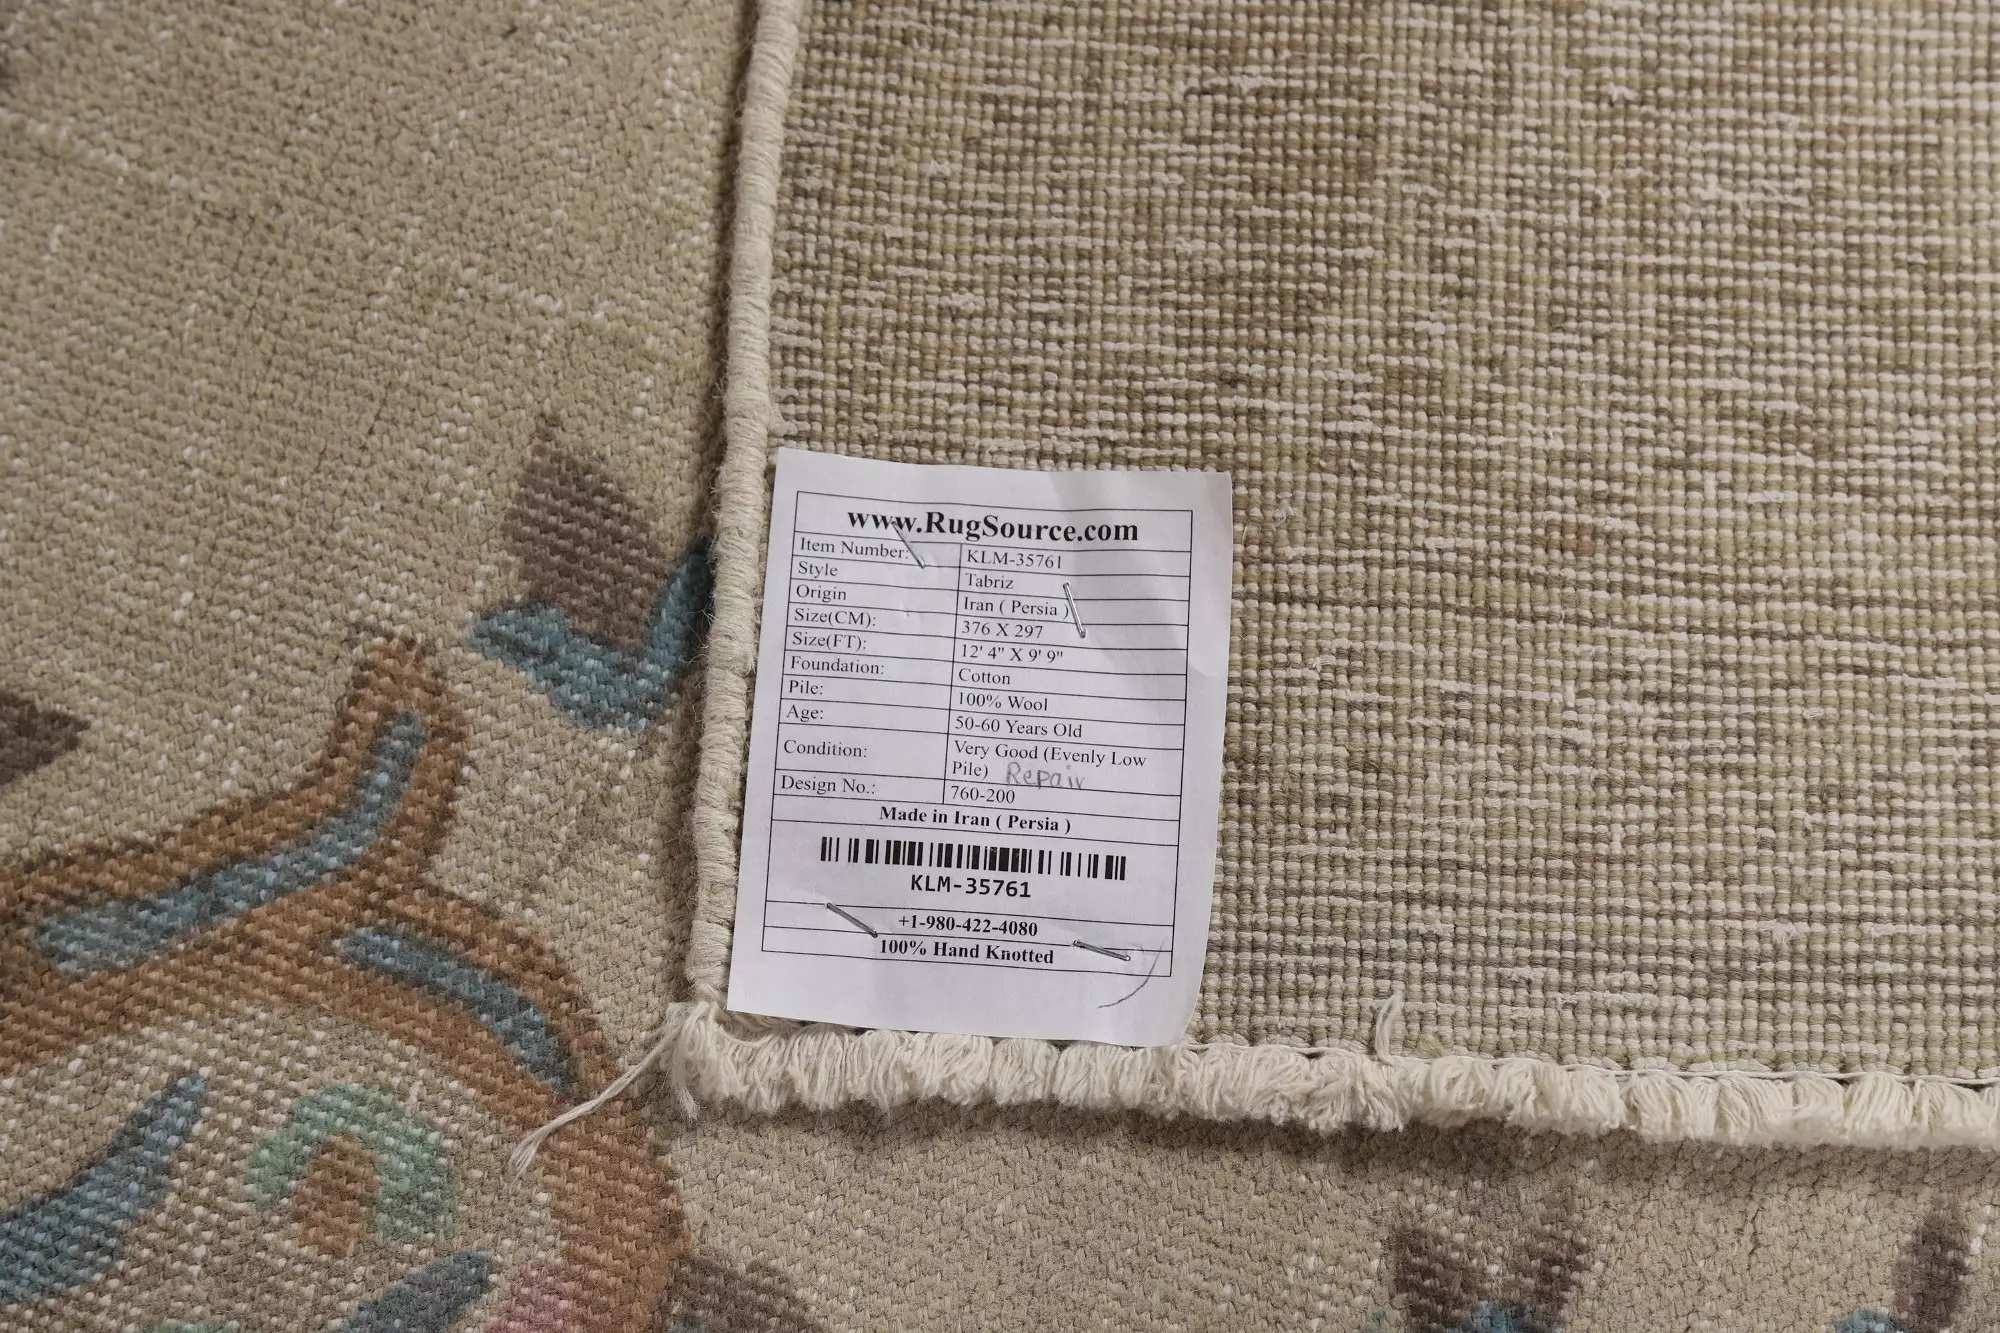 www.RugSource.com
Item Number: KLM-35761
Style Tabriz
Origin Iran ( Persia )
Size(CM): 376 X 297
Size(FT): 12' 4" X 9' 9"
Foundation: Cotton
Pile: 100% Wool
Age: 50-60 Years Old
Condition: Very Good (Evenly Low
Pile) Repair
Design No.: 760-200
Made in Iran ( Persia )
KLM-35761
+1-980-422-4080
100% Hand Knotted